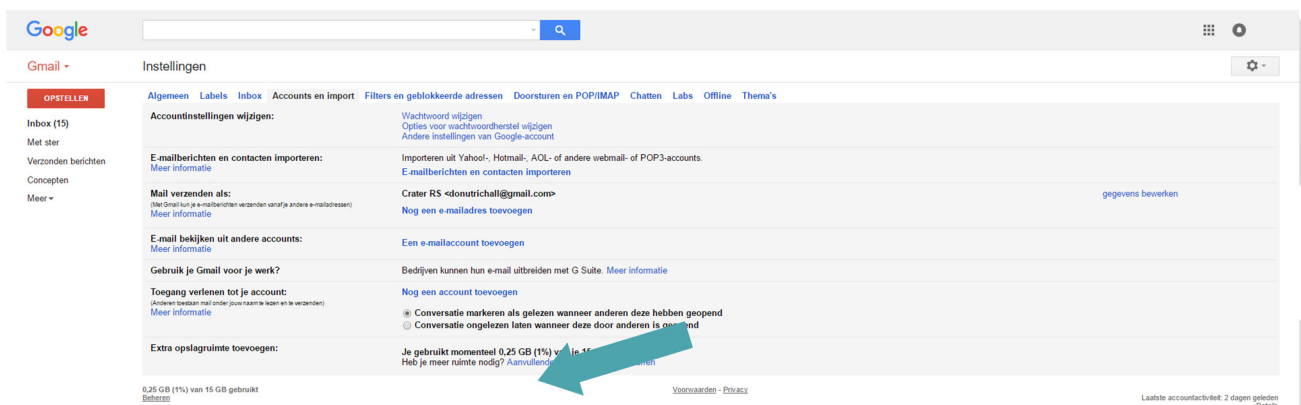 Google
Gmail
Instellingen
OPSTELLEN
Inbox (15)
Met ster
Verzonden berichten
Concepten
Meer
Algemeen Labels Inbox Accounts en import Filters en geblokkeerde adressen Doorsturen en POP/IMAP Chatten Labs Offline Thema's
Accountinstellingen wijzigen:
Wachtwoord wijzigen
Opties voor wachtwoordherstel wijzigen
Andere instellingen van Google-account
E-mailberichten en contacten importeren:
Meer informatie
Importeren uit Yahoo!-, Hotmail-, AOL- of andere webmail- of POP3-accounts.
E-mailberichten en contacten importeren
Mail verzenden als:
(Met Gmail kun je e-mailberichten verzenden vanaf je andere e-mailadressen)
Meer informatie
Crater RS <donutrichall@gmail.com>
gegevens bewerken
Nog een e-mailadres toevoegen
E-mail bekijken uit andere accounts:
Meer informatie
Een e-mailaccount toevoegen
Gebruik je Gmail voor je werk?
Bedrijven kunnen hun e-mail uitbreiden met G Suite. Meer informatie
Toegang verlenen tot je account:
(Anderen toestaan mail onder jouw naam te lezen en te verzenden)
Meer informatie
Nog een account toevoegen
Conversatie markeren als gelezen wanneer anderen deze hebben geopend
Conversatie ongelezen laten wanneer deze door anderen is geopend
Extra opslagruimte toevoegen:
Je gebruikt momenteel 0,25 GB (1%) van je
Heb je meer ruimte nodig? Aanvullende
0,25 GB (1%) van 15 GB gebruikt
Beheren
Voorwaarden - Privacy
Laatste accountactiviteit: 2 dagen geleden
Details